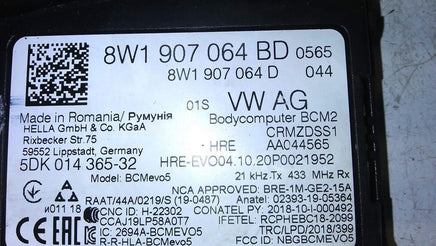 8W1 907 064 BD 0565
8W1 907 064 D 044
01S VW AG
Made in Romania/ Румунія
Bodycomputer BCM2
HELLA GmbH & Co. KGaA
CRMZDSS1
Rixbecker Str.75
HRE AA044565
59552 Lippstadt, Germany
5DK 014 365-32
HRE-EVO04.10.20P0021952
Model: BCMevo5
21 kHz Tx 433 MHz Rx
NCA APPROVED: BRE-1M-GE2-15A
RAAT/44A/0219/S (19-0487) Anatel: 02393-19-05364
CNC ID: H-22302 CONATEL PY: 2018-10-I-000492
и011 18
CCAJ19LP58A0T7 IFETEL: RCPHEBC18-2099
IC: 2694A-BCMevo5 TRC/LPD/2018/399
R-R-HLA-BCMevo5 FCC ID: NBGBCMEVO5